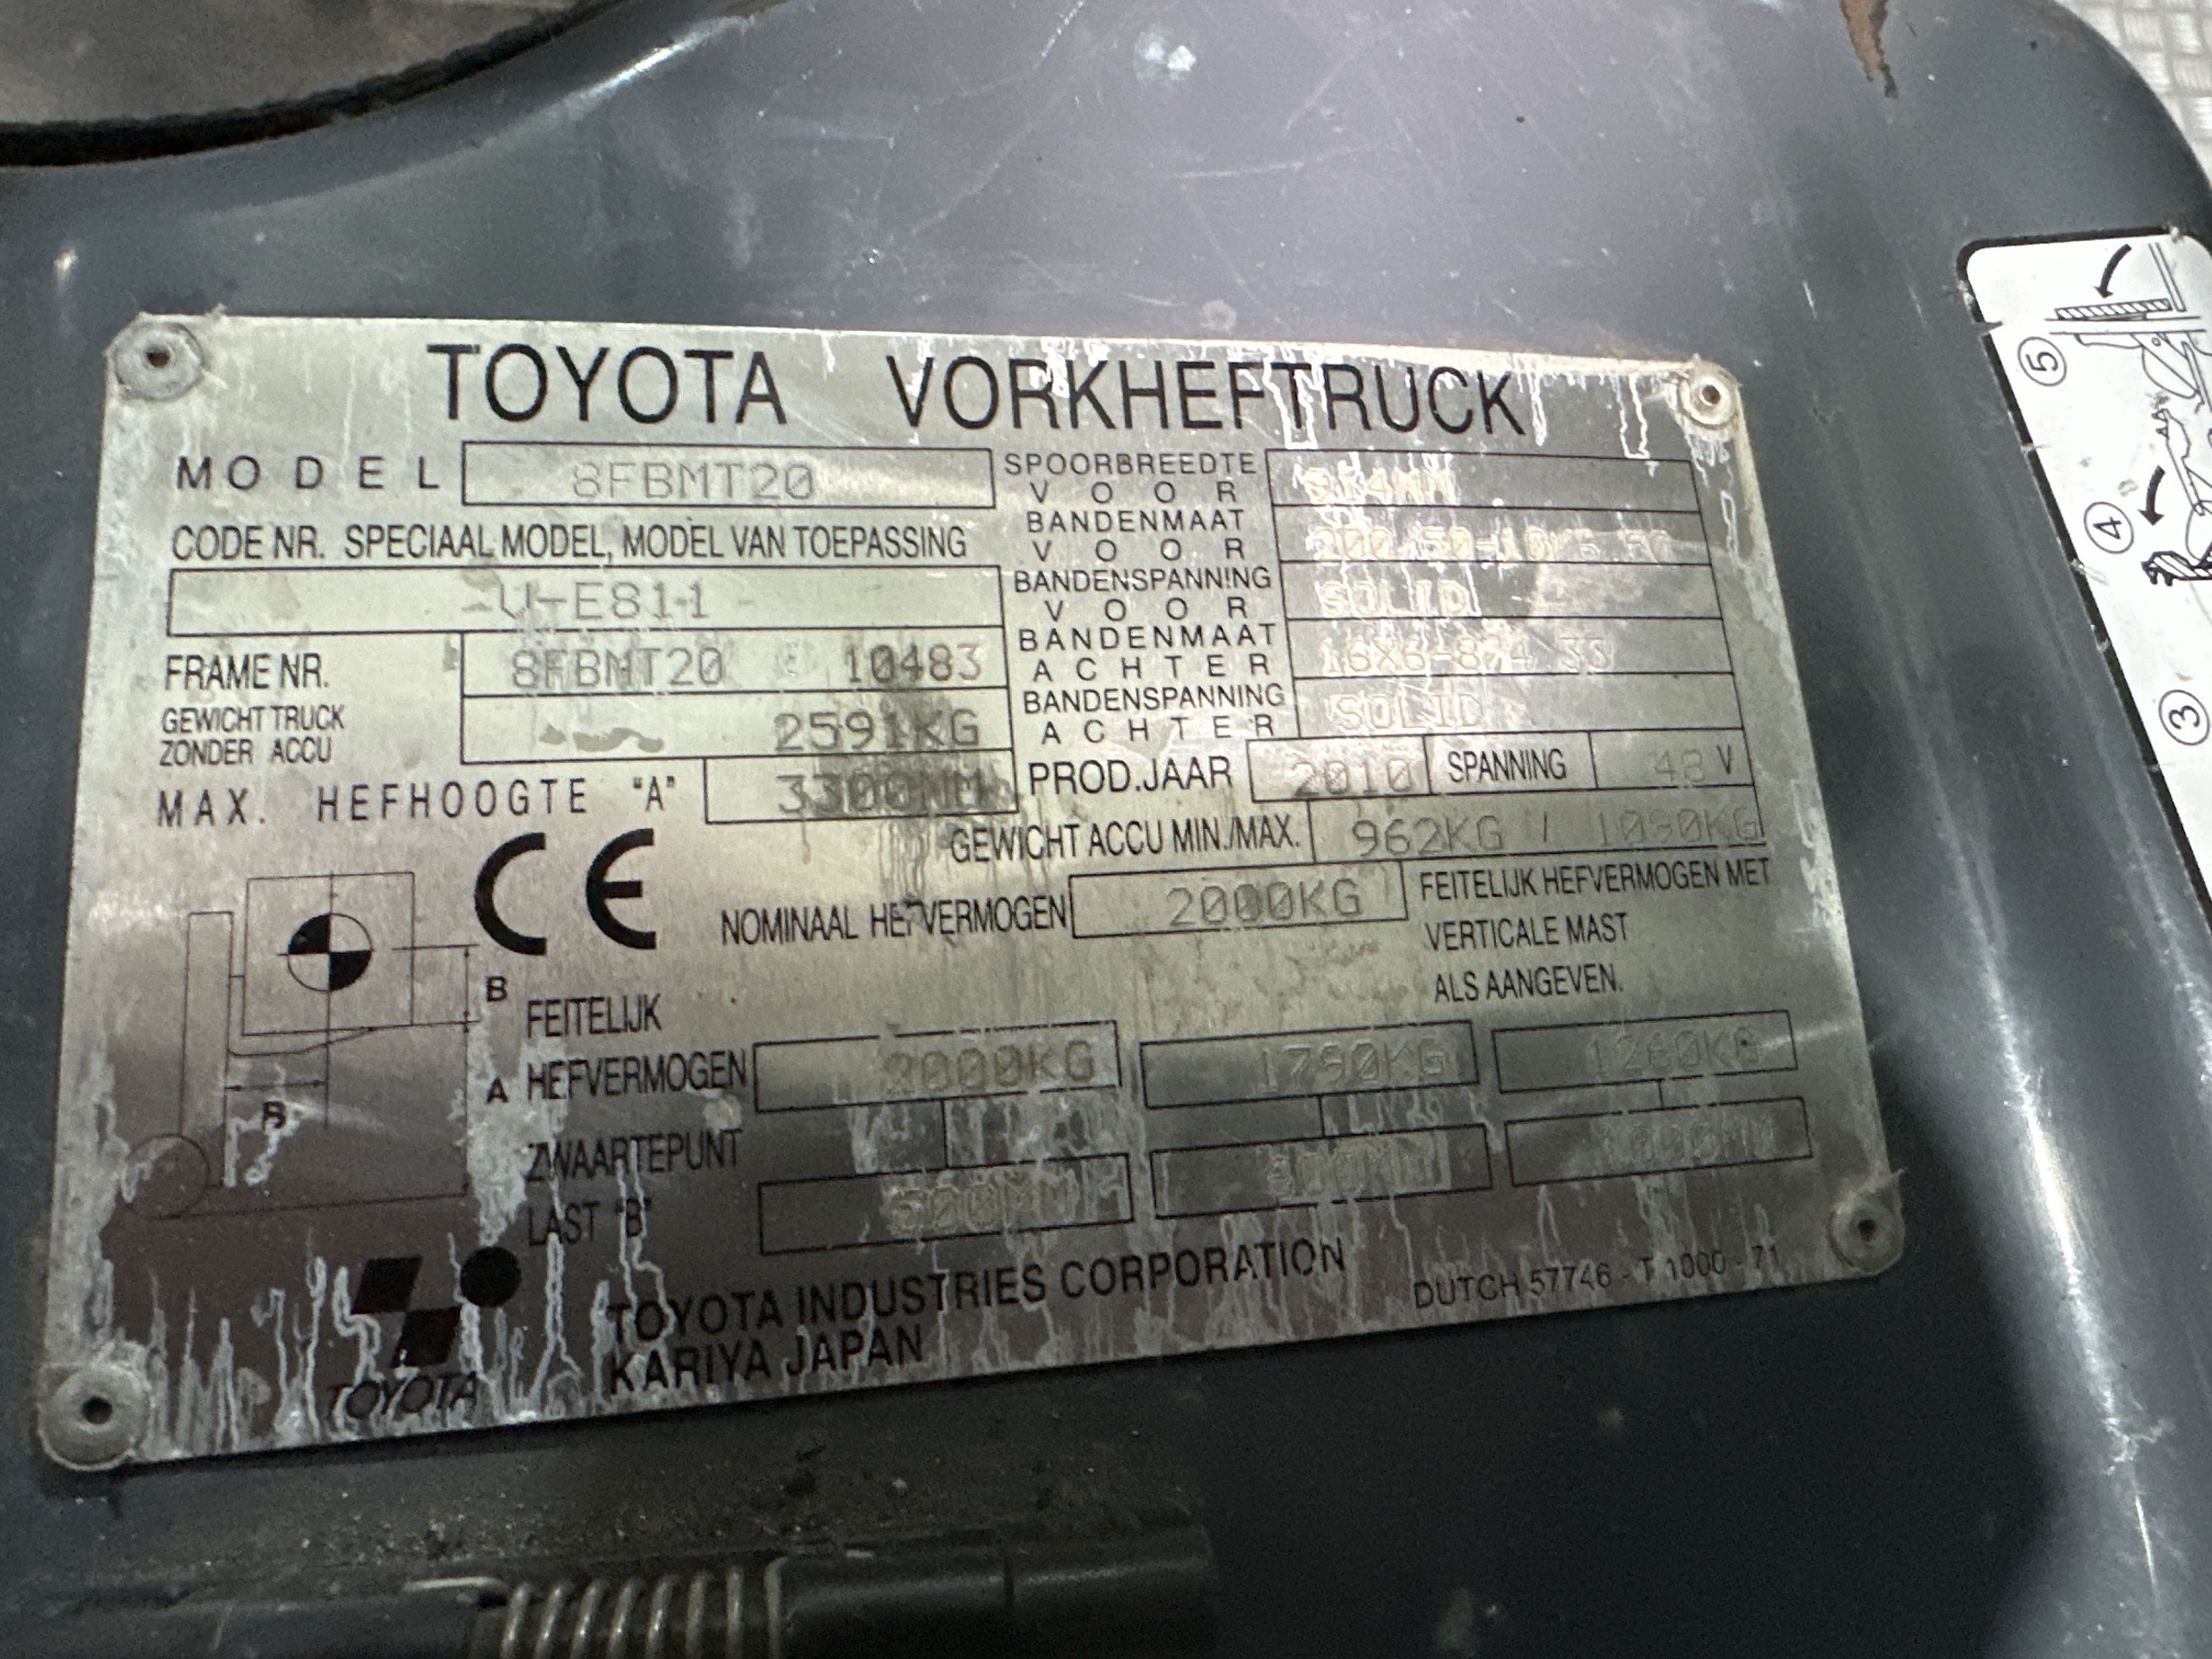 TOYOTA VORKHEFTRUCK
MODEL 8FBMT20
CODE NR. SPECIAAL MODEL, MODEL VAN TOEPASSING
-V-E811-
FRAME NR. 8FBMT20 E 10483
GEWICHT TRUCK
ZONDER ACCU 2591KG
MAX. HEFHOOGTE "A" 3300MM
SPOORBREEDTE
VOOR
BANDENMAAT
VOOR
BANDENSPANNING
VOOR SOLID
BANDENMAAT
ACHTER
BANDENSPANNING
ACHTER SOLID
PROD.JAAR 2010 SPANNING 48 V
GEWICHT ACCU MIN./MAX. 962KG /
CE
NOMINAAL HEFVERMOGEN 2000KG
FEITELIJK HEFVERMOGEN MET
VERTICALE MAST
ALS AANGEVEN.
B
A
B
FEITELIJK
HEFVERMOGEN 2000KG 1790KG
ZWAARTEPUNT
LAST "B" 500MM
TOYOTA
TOYOTA INDUSTRIES CORPORATION
KARIYA JAPAN
DUTCH 57746 - T 1000 - 71
5
4
3